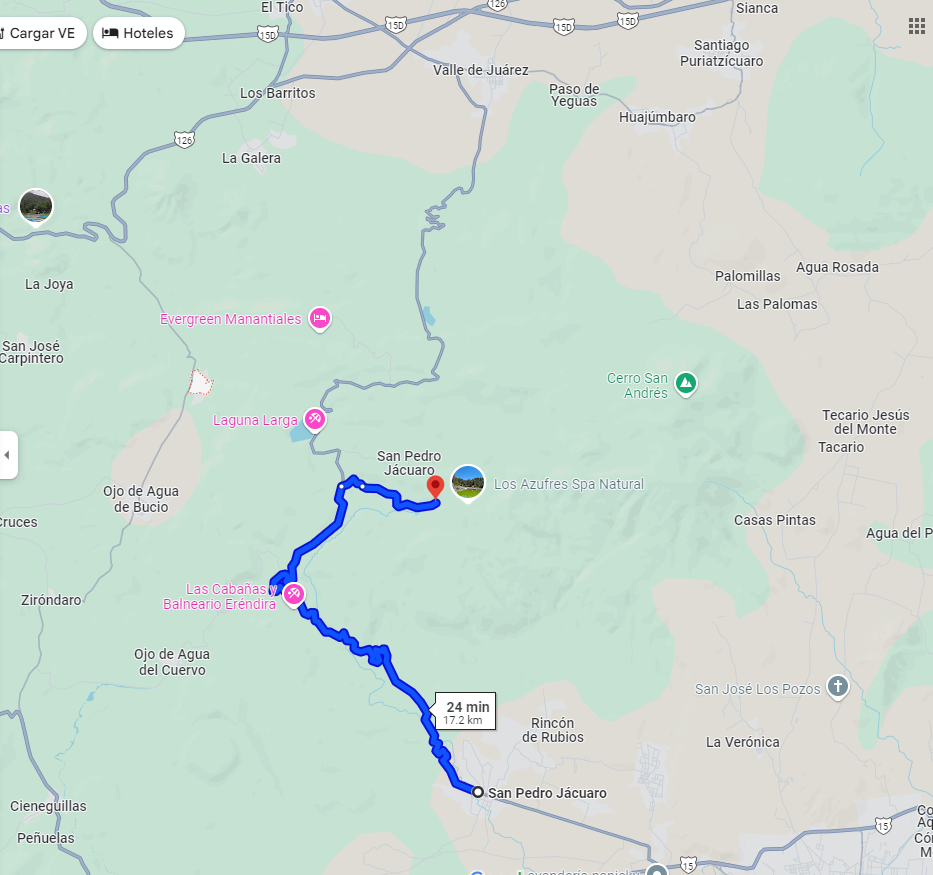 El Tico
126
Sianca
15D
15D
15D
15D
Cargar VE
Hoteles
Santiago
Puriatzícuaro
Valle de Juárez
Los Barritos
Paso de
Yeguas
Huajúmbaro
126
La Galera
as
Agua Rosada
Palomillas
La Joya
Las Palomas
Evergreen Manantiales
San José
Carpintero
Cerro San
Andrés
Laguna Larga
Tecario Jesús
del Monte
Tacario
San Pedro
Jácuaro
Los Azufres Spa Natural
Ojo de Agua
de Bucio
Cruces
Casas Pintas
Agua del P
Las Cabañas y
Balneario Eréndira
Ziróndaro
Ojo de Agua
del Cuervo
San José Los Pozos
24 min
17.2 km
Rincón
de Rubios
La Verónica
San Pedro Jácuaro
Cieneguillas
Peñuelas
15
Co
Aq
Có
M
15